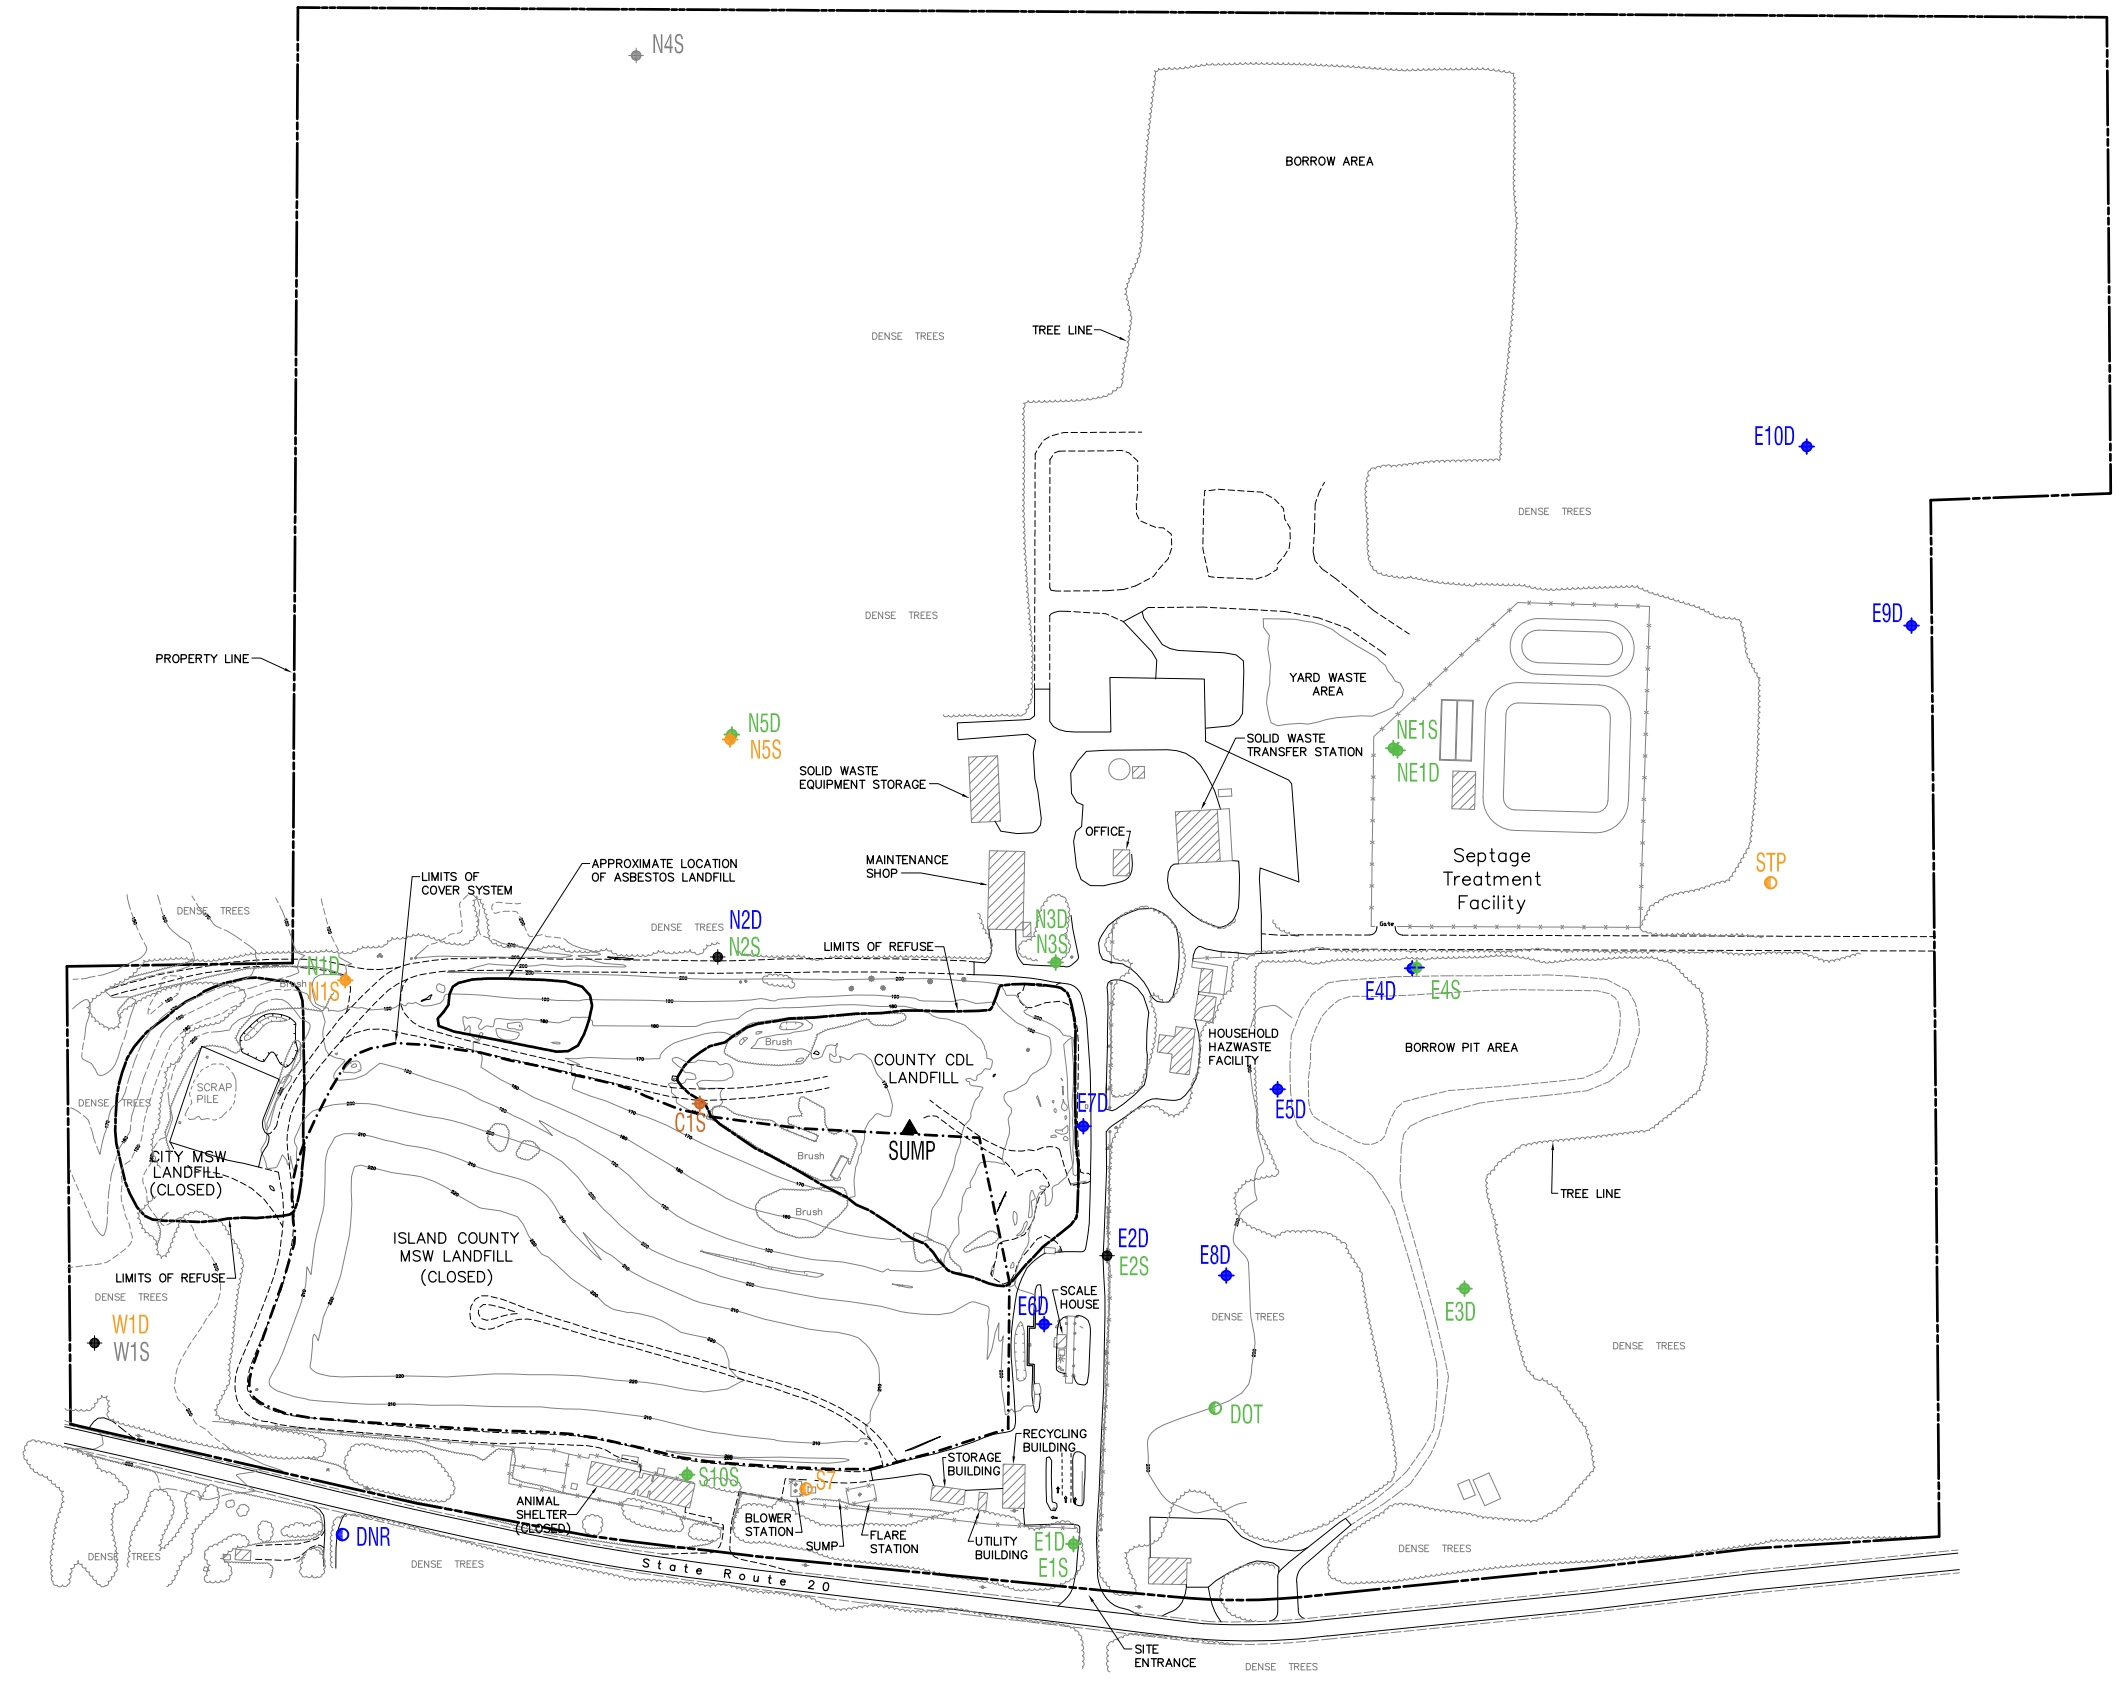 N4S
BORROW AREA
TREE LINE
DENSE TREES
E10D
DENSE TREES
E9D
DENSE TREES
PROPERTY LINE
YARD WASTE
AREA
N5D
N5S
NE1S
NE1D
SOLID WASTE
TRANSFER STATION
SOLID WASTE
EQUIPMENT STORAGE
OFFICE
MAINTENANCE
SHOP
Septage
Treatment
Facility
STP
APPROXIMATE LOCATION
OF ASBESTOS LANDFILL
LIMITS OF
COVER SYSTEM
DENSE TREES
DENSE TREES
N2D
N2S
N3D
N3S
Gate
LIMITS OF REFUSE
N1D
N1S
Brush
E4D
E4S
HOUSEHOLD
HAZWASTE
FACILITY
BORROW PIT AREA
Brush
COUNTY CDL
LANDFILL
SCRAP
PILE
DENSE TREES
C1S
E7D
E5D
SUMP
CITY MSW
LANDFILL
(CLOSED)
Brush
TREE LINE
Brush
ISLAND COUNTY
MSW LANDFILL
(CLOSED)
E2D
E2S
E8D
LIMITS OF REFUSE
DENSE TREES
SCALE
HOUSE
E6D
E3D
DENSE TREES
W1D
W1S
DENSE TREES
DOT
RECYCLING
BUILDING
STORAGE
BUILDING
S10S
S7
ANIMAL
SHELTER
(CLOSED)
BLOWER
STATION
SUMP
FLARE
STATION
UTILITY
BUILDING
E1D
E1S
DNR
DENSE TREES
DENSE TREES
DENSE TREES
State Route 20
SITE
ENTRANCE
DENSE TREES